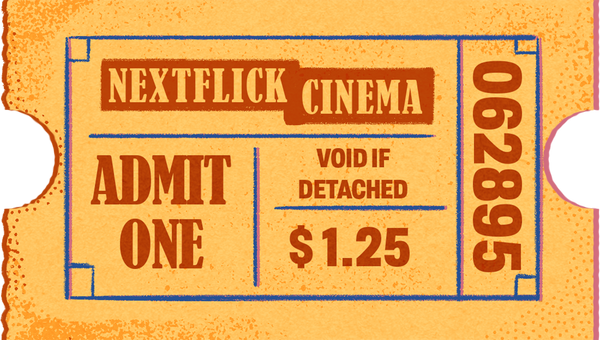 NEXTFLICK CINEMA
ADMIT
ONE
VOID IF
DETACHED
$1.25
062895